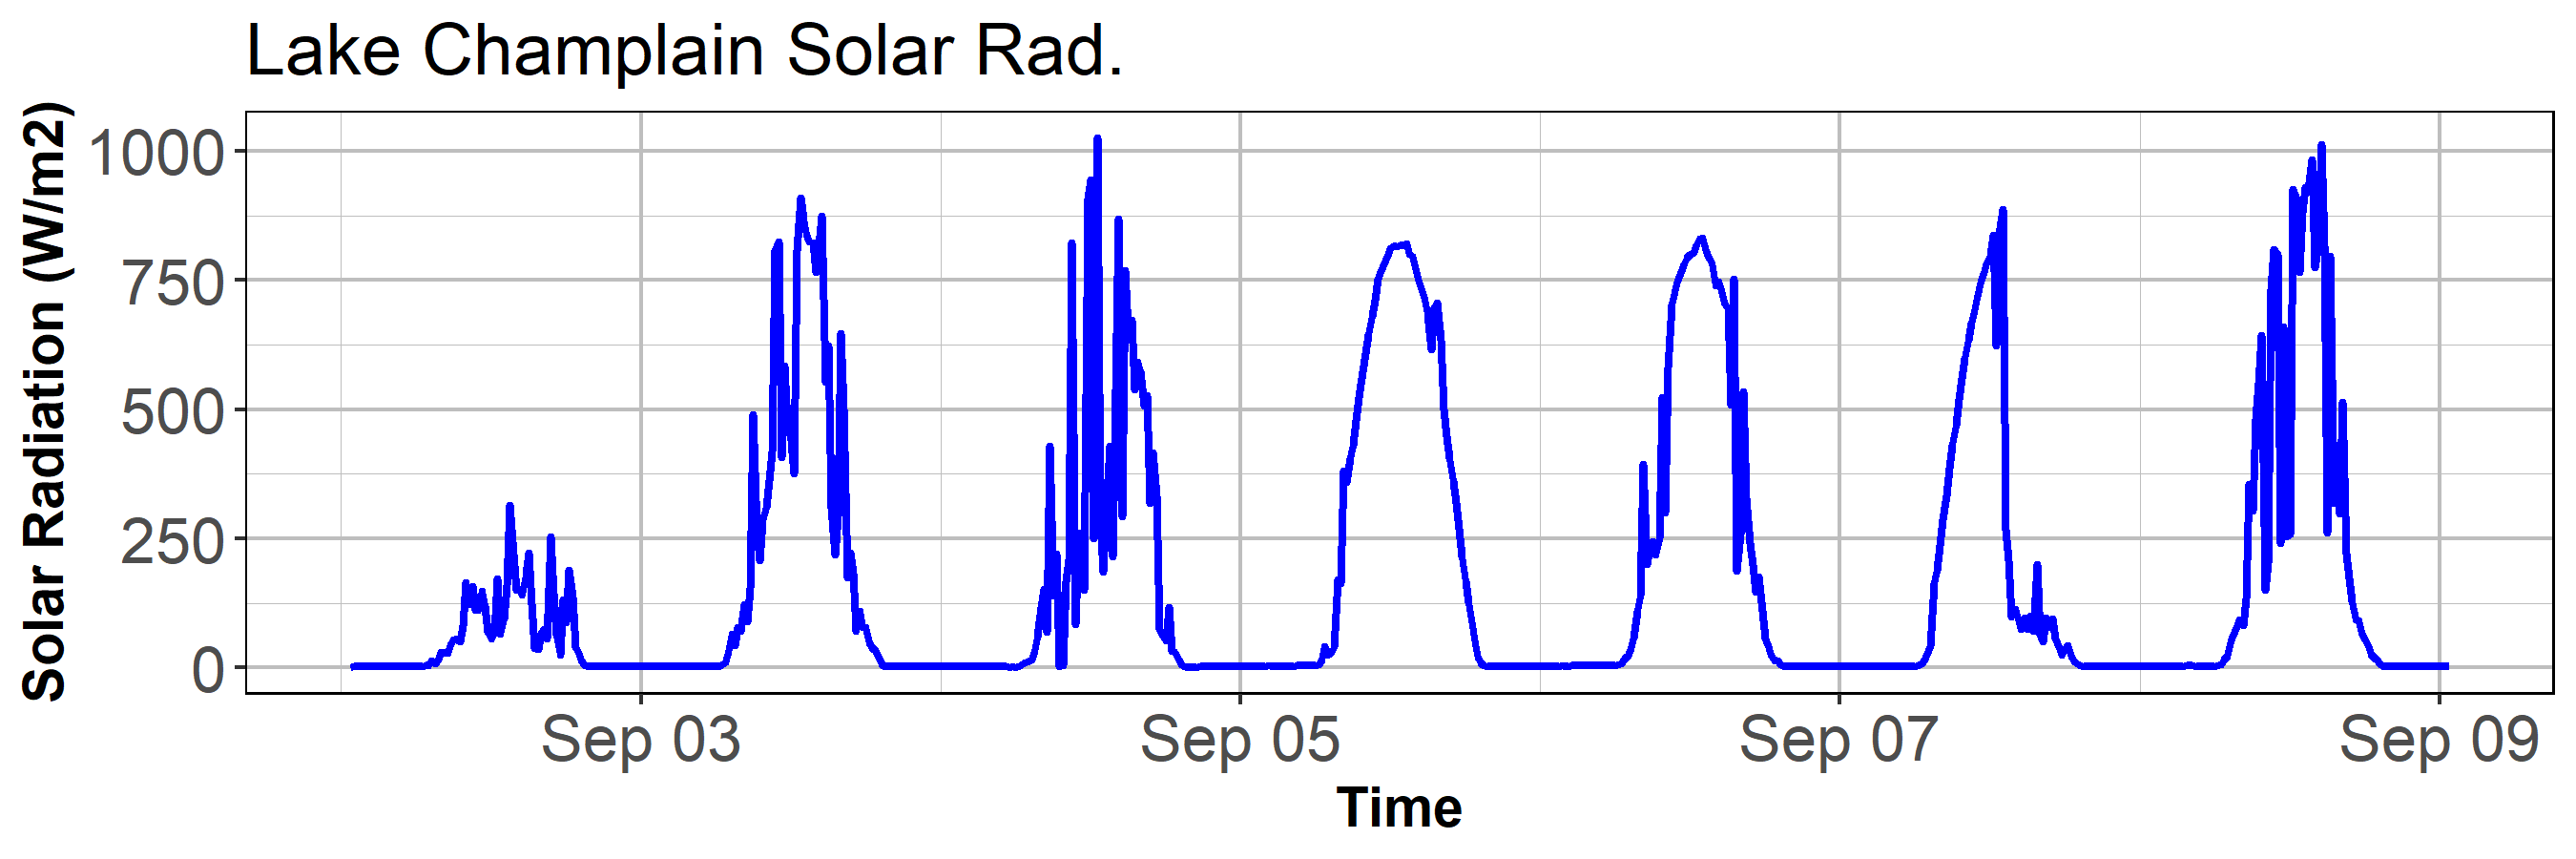 Lake Champlain Solar Rad.
Solar Radiation (W/m2)
1000
750
500
250
0
Sep 03 Sep 05 Sep 07 Sep 09
Time